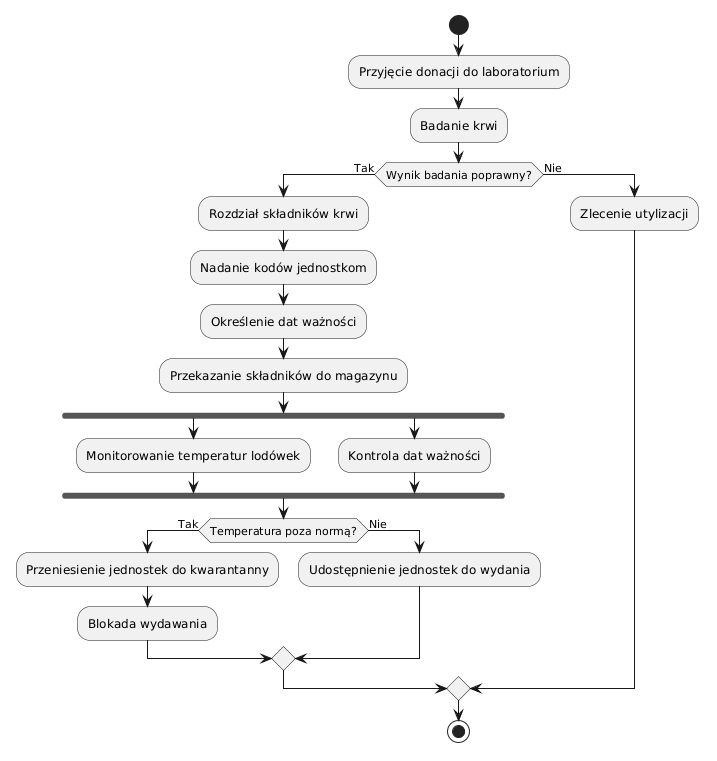 Przyjęcie donacji do laboratorium
Badanie krwi
Tak
Wynik badania poprawny?
Nie
Rozdział składników krwi
Zlecenie utylizacji
Nadanie kodów jednostkom
Określenie dat ważności
Przekazanie składników do magazynu
Monitorowanie temperatur lodówek
Kontrola dat ważności
Tak
Temperatura poza normą?
Nie
Przeniesienie jednostek do kwarantanny
Udostępnienie jednostek do wydania
Blokada wydawania